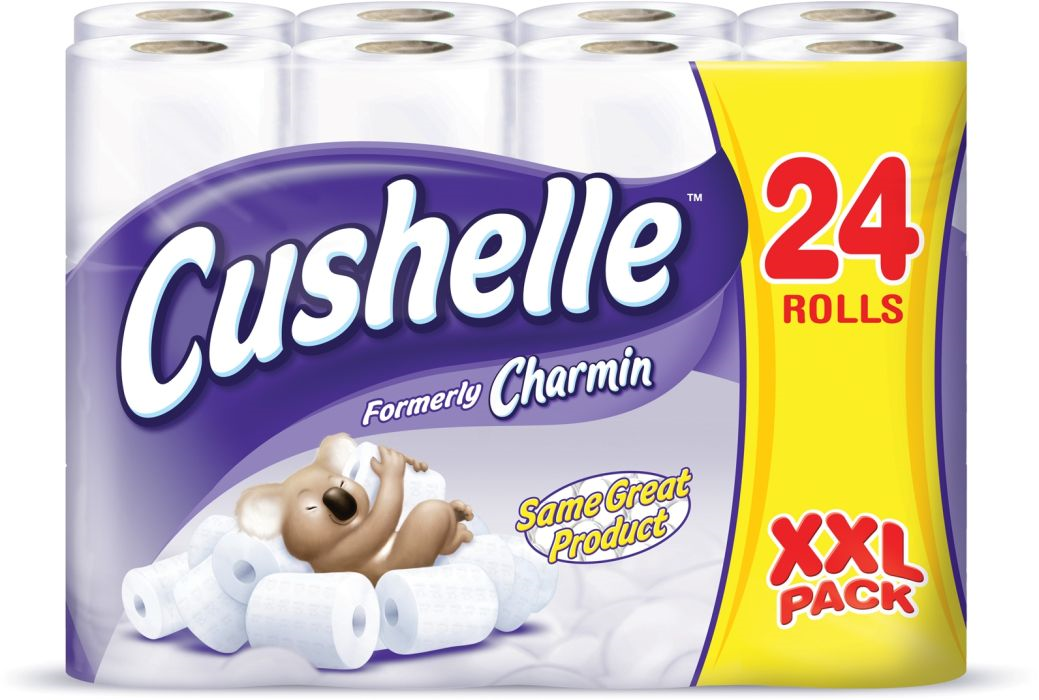 Cushelle™
Formerly Charmin
Same Great
Product
24
ROLLS
XXL
PACK